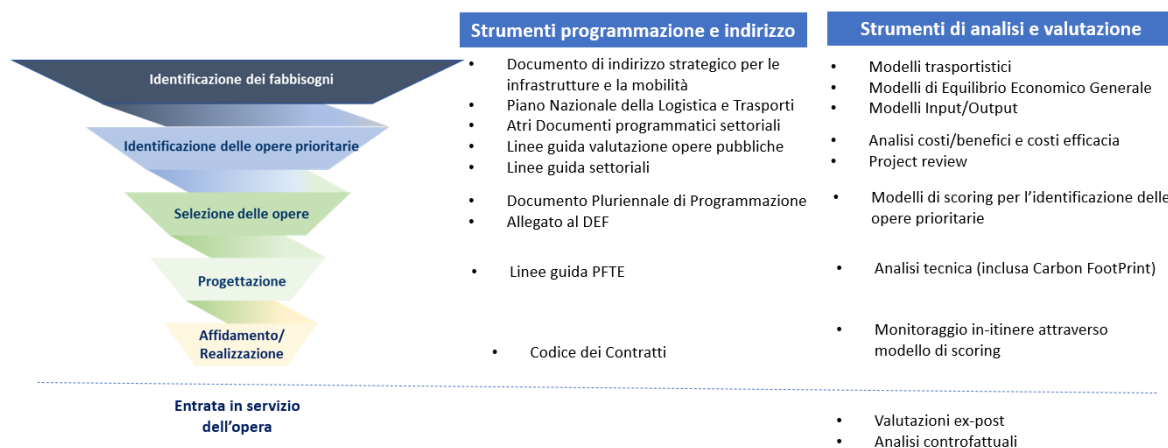 Strumenti programmazione e indirizzo
Strumenti di analisi e valutazione
Identificazione dei fabbisogni
Identificazione delle opere prioritarie
Selezione delle opere
Progettazione
Affidamento/
Realizzazione
Entrata in servizio
dell’opera
• Documento di indirizzo strategico per le
infrastrutture e la mobilità
• Piano Nazionale della Logistica e Trasporti
• Atri Documenti programmatici settoriali
• Linee guida valutazione opere pubbliche
• Linee guida settoriali
• Documento Pluriennale di Programmazione
• Allegato al DEF
• Linee guida PFTE
• Codice dei Contratti
• Modelli trasportistici
• Modelli di Equilibrio Economic Generale
• Modelli Input/Output
• Analisi costi/benefici e costi efficacia
• Project review
• Modelli di scoring per l’identificazione delle
opere prioritarie
• Analisi tecnica (inclusa Carbon FootPrint)
• Monitoraggio in-itinere attraverso
modello di scoring
• Valutazioni ex-post
• Analisi controfattuali